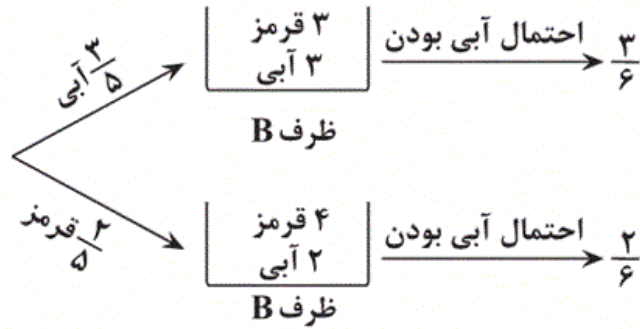 ۳/۵ آبی
۳ قرمز
۳ آبی
ظرف B
احتمال آبی بودن
۳/۶
۲/۵ قرمز
۴ قرمز
۲ آبی
ظرف B
احتمال آبی بودن
۲/۶